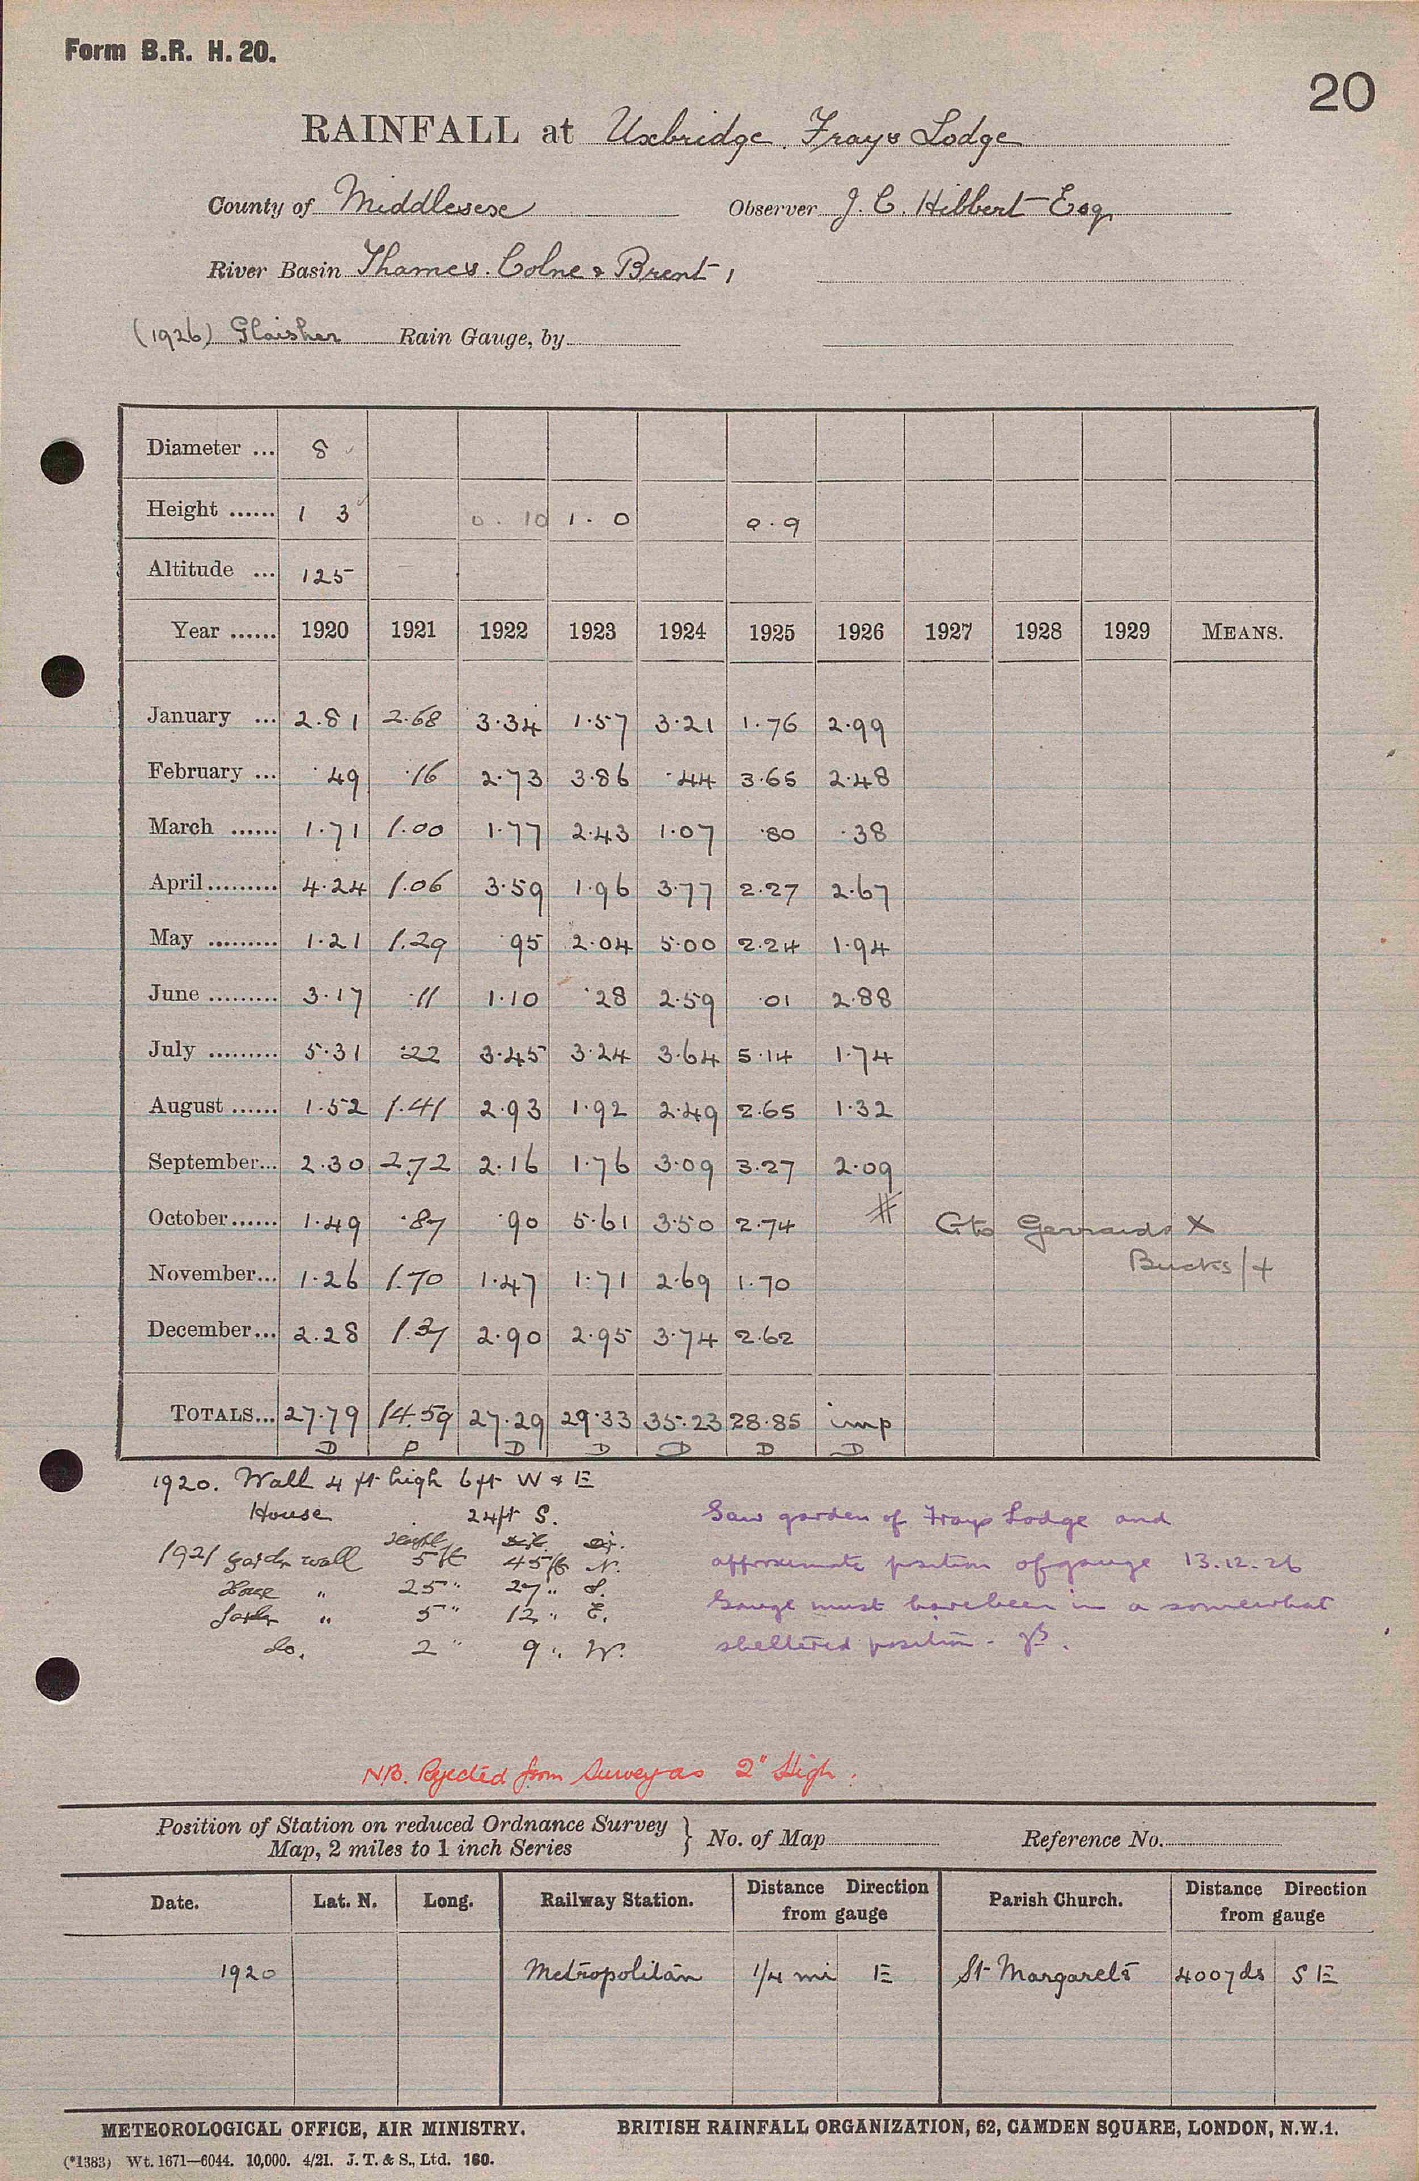 Form B.R. H. 20.
20
RAINFALL at Uxbridge. Frays Lodge
County of Middlesex Observer J. C. Hibbert Esq
River Basin Thames. Colne & Brent 1
(1926) Glaisher Rain Gauge, by
Diameter ... 8
Height ...... 1 3 0. 10 1. 0 0.9
Altitude ... 125
Year ...... 1920 1921 1922 1923 1924 1925 1926 1927 1928 1929 MEANS.
January ... 2.81 2.68 3.34 1.57 3.21 1.76 2.99
February ... .49 .16 2.73 3.86 .44 3.65 2.48
March ...... 1.71 1.00 1.77 2.43 1.07 .80 .38
April ......... 4.24 1.06 3.59 1.96 3.77 2.27 2.67
May ......... 1.21 1.29 .95 2.04 5.00 2.24 1.94
June ......... 3.17 .11 1.10 .28 2.59 .01 2.88
July ......... 5.31 .22 3.45 3.24 3.64 5.14 1.74
August ...... 1.52 1.41 2.93 1.92 2.49 2.65 1.32
September... 2.30 2.72 2.16 1.76 3.09 3.27 2.09
October...... 1.49 .87 .90 5.61 3.50 2.74 # Gto Gerrards X
Bucks/4
November... 1.26 1.70 1.47 1.71 2.69 1.70
December... 2.28 1.37 2.90 2.95 3.74 2.62
TOTALS... 27.79 14.59 27.29 29.33 35.23 28.85 imp
D P D D D D D
1920. Wall 4 ft high 6 ft W & E
House 24 ft S.
height dist. dir.
1921 Garden wall 5 ft 45 ft N.
House " 25 " 27 " S.
Garden " 5 " 12 " E.
do. 2 " 9 " W.
Saw garden of Frays Lodge and
approximate position of gauge 13.12.26
Gauge must have been in a somewhat
sheltered position -
NB. Rejected from Survey as 2" High.
Position of Station on reduced Ordnance Survey
Map, 2 miles to 1 inch Series } No. of Map Reference No.
Date. Lat. N. Long. Railway Station. Distance Direction from gauge Parish Church. Distance Direction from gauge
1920 Metropolitan 1/4 mi E St Margarets 400yds SE
METEOROLOGICAL OFFICE, AIR MINISTRY. BRITISH RAINFALL ORGANIZATION, 62, CAMDEN SQUARE, LONDON, N.W.1.
(*1383) Wt. 1671—6044. 10,000. 4/21. J. T. & S., Ltd. 160.